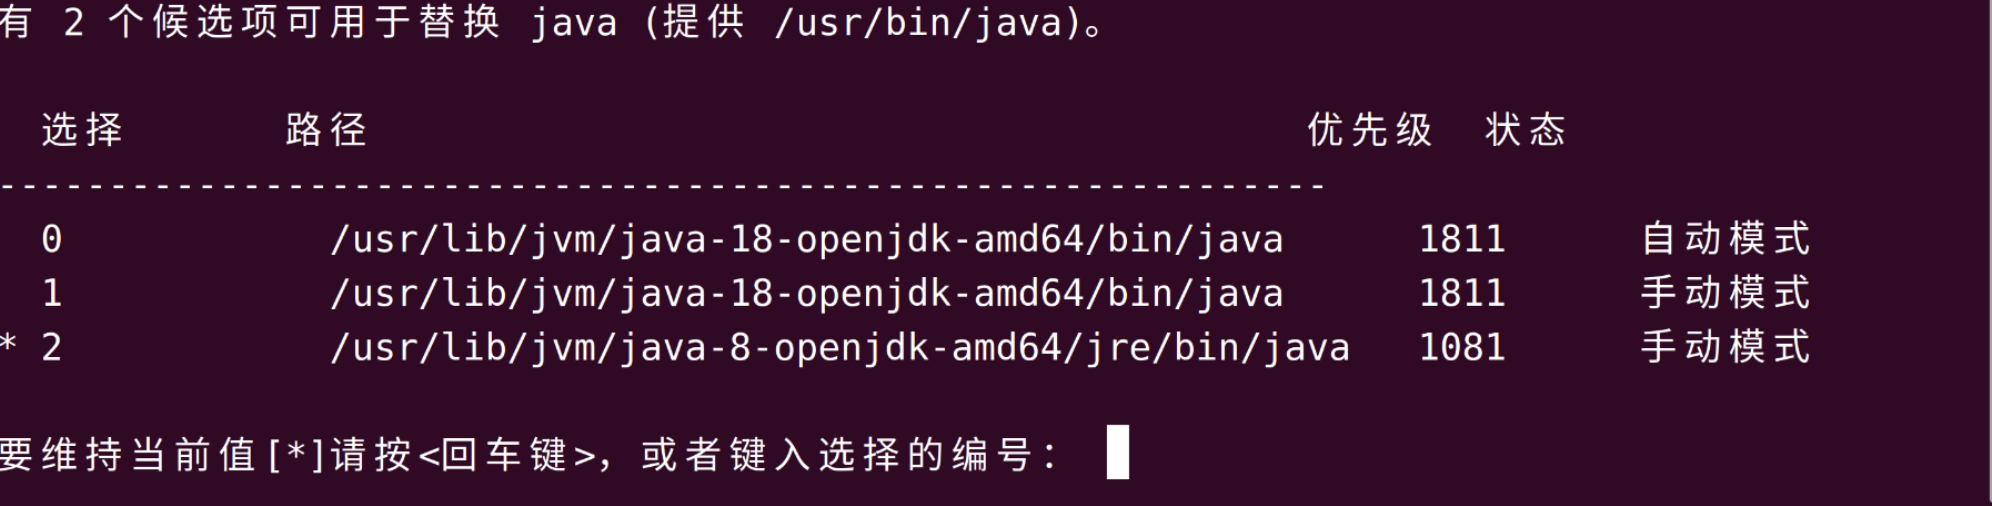 有 2 个候选项可用于替换 java (提供 /usr/bin/java)。
选择 路径 优先级 状态
------------------------------------------------------------
0 /usr/lib/jvm/java-18-openjdk-amd64/bin/java 1811 自动模式
1 /usr/lib/jvm/java-18-openjdk-amd64/bin/java 1811 手动模式
* 2 /usr/lib/jvm/java-8-openjdk-amd64/jre/bin/java 1081 手动模式
要维持当前值[*]请按<回车键>，或者键入选择的编号：